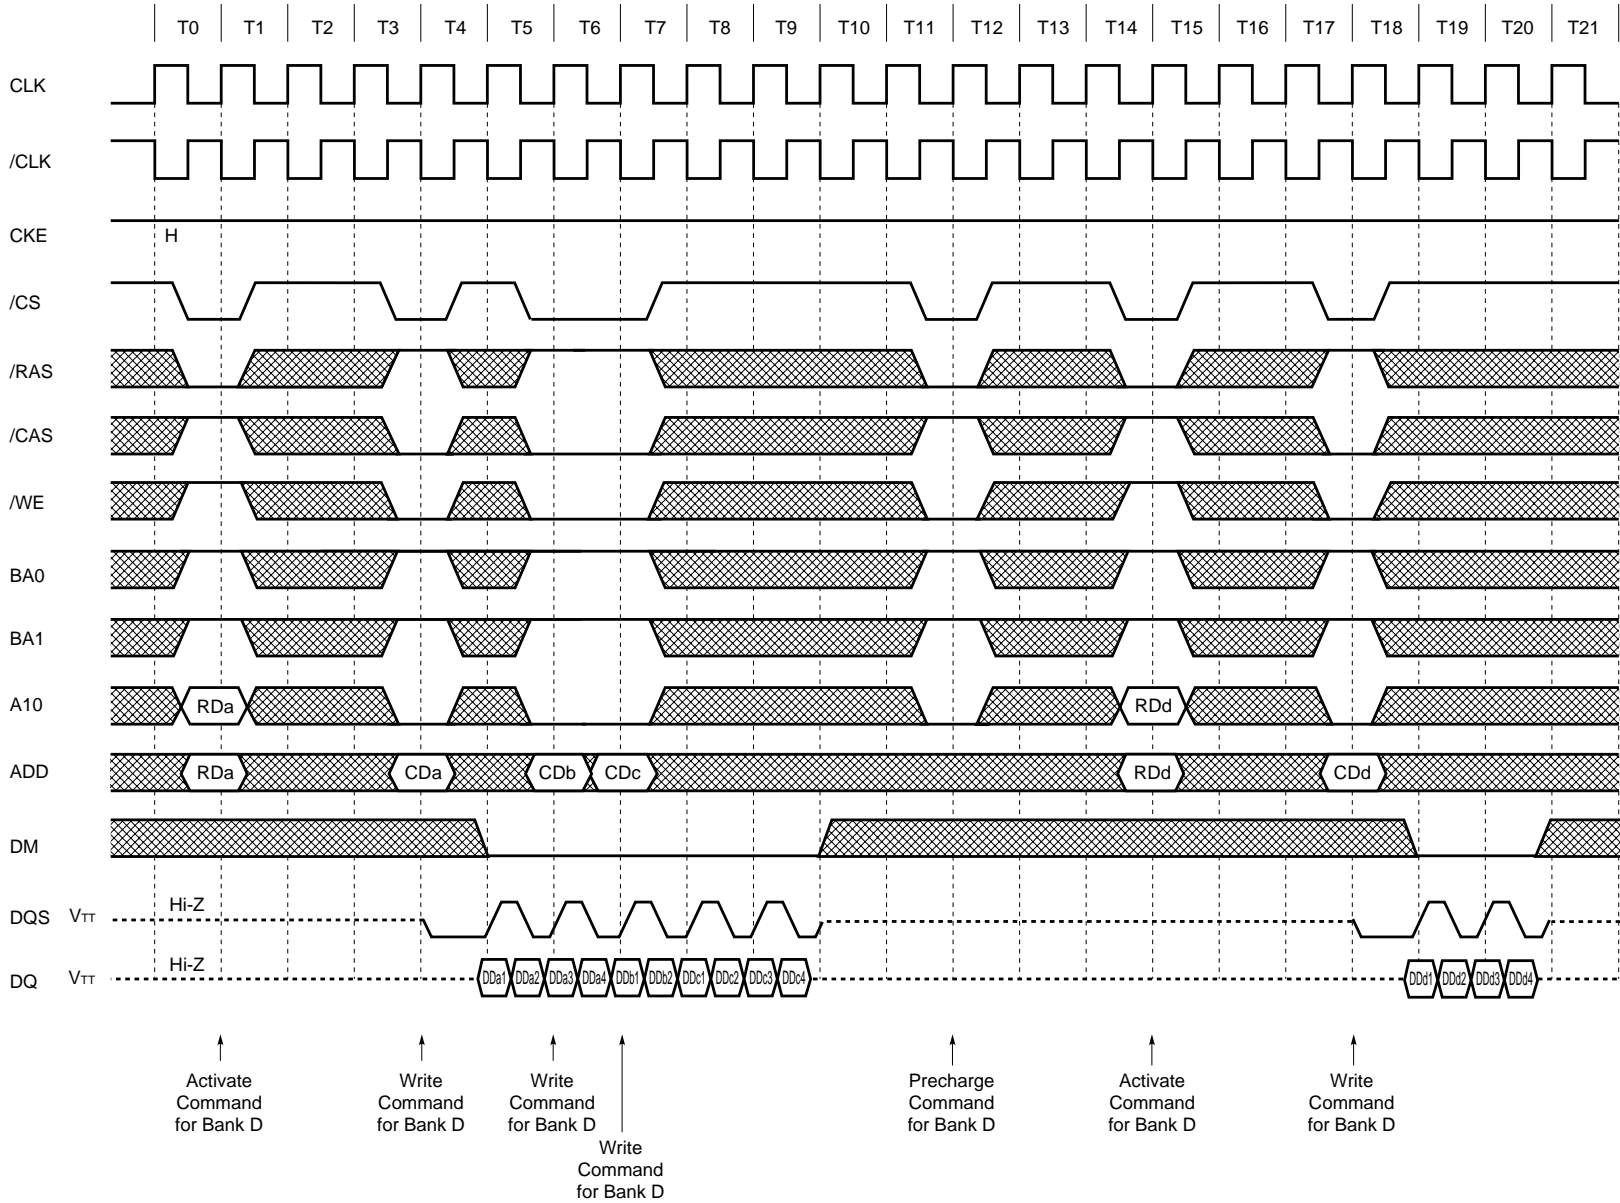 T0 T1 T2 T3 T4 T5 T6 T7 T8 T9 T10 T11 T12 T13 T14 T15 T16 T17 T18 T19 T20 T21
CLK
/CLK
CKE H
/CS
/RAS
/CAS
/WE
BA0
BA1
A10 RDa RDd
ADD RDa CDa CDb CDc RDd CDd
DM
DQS VTT Hi-Z
DQ VTT Hi-Z DDa1 DDa2 DDa3 DDa4 DDb1 DDb2 DDc1 DDc2 DDc3 DDc4 DDd1 DDd2 DDd3 DDd4
Activate
Command
for Bank D
Write
Command
for Bank D
Write
Command
for Bank D
Write
Command
for Bank D
Precharge
Command
for Bank D
Activate
Command
for Bank D
Write
Command
for Bank D